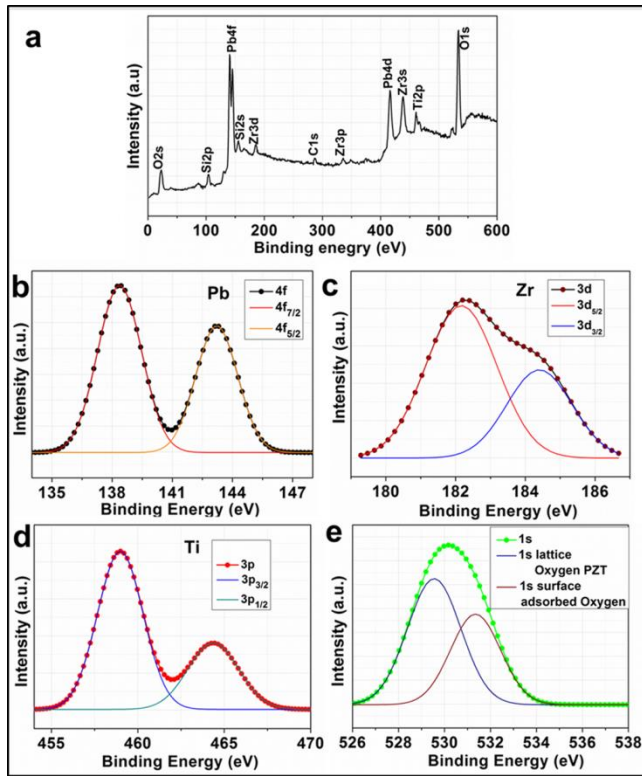 a
Intensity (a.u)
O2s
Si2p
Pb4f
Si2s
Zr3d
C1s
Zr3p
Pb4d
Zr3s
Ti2p
O1s
0 100 200 300 400 500 600
Binding enegry (eV)
b
Pb
4f
4f7/2
4f5/2
Intensity (a.u.)
135 138 141 144 147
Binding Energy (eV)
c
Zr
3d
3d5/2
3d3/2
Intensity (a.u.)
180 182 184 186
Binding Energy (eV)
d
Ti
3p
3p3/2
3p1/2
Intensity (a.u.)
455 460 465 470
Binding Energy (eV)
e
1s
1s lattice
Oxygen PZT
1s surface
adsorbed Oxygen
Intensity (a.u.)
526 528 530 532 534 536 538
Binding Energy (eV)